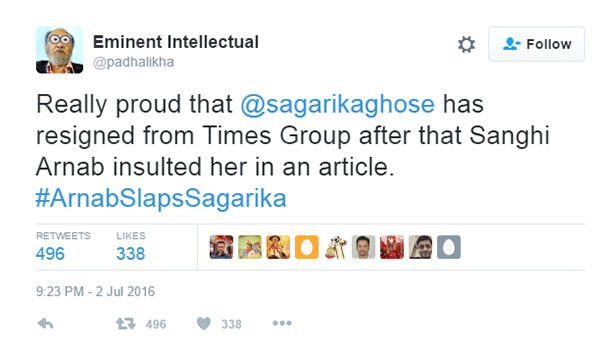 Eminent Intellectual
@padhalikha
Follow
Really proud that @sagarikaghose has
resigned from Times Group after that Sanghi
Arnab insulted her in an article.
#ArnabSlapsSagarika
RETWEETS LIKES
496 338
9:23 PM - 2 Jul 2016
496 338